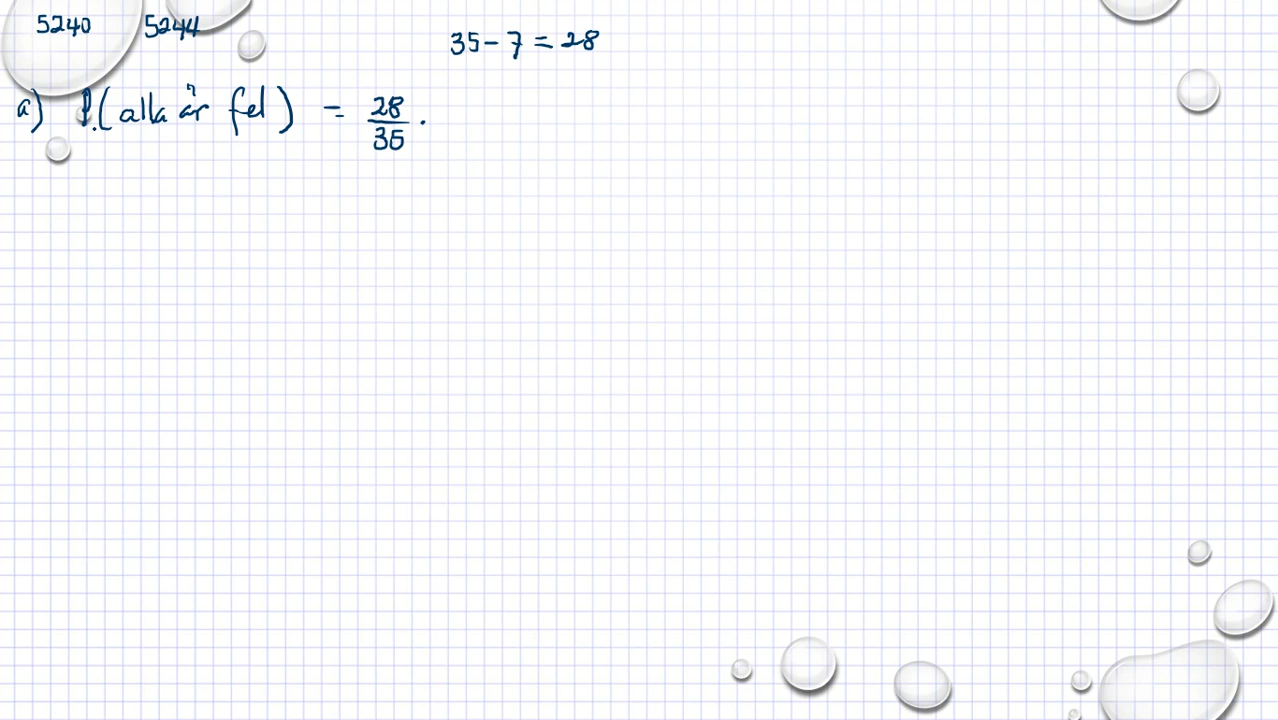 5240 5244
35 - 7 = 28
a) P(alla är fel) = 28/35 ·